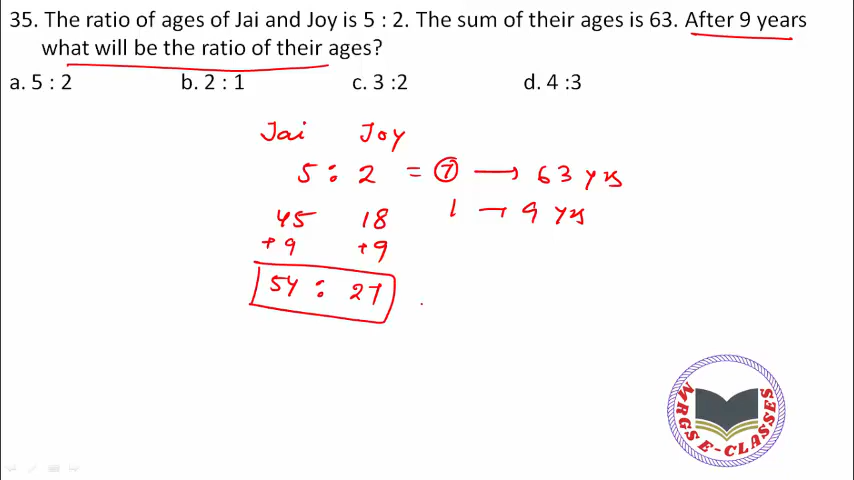 35. The ratio of ages of Jai and Joy is 5 : 2. The sum of their ages is 63. After 9 years
what will be the ratio of their ages?
a. 5 : 2 b. 2 : 1 c. 3 :2 d. 4 :3
Jai Joy
5 : 2 = 7 → 63 yrs
45 18 1 → 9 yrs
+9 +9
54 : 27
MRGS E-CLASSES